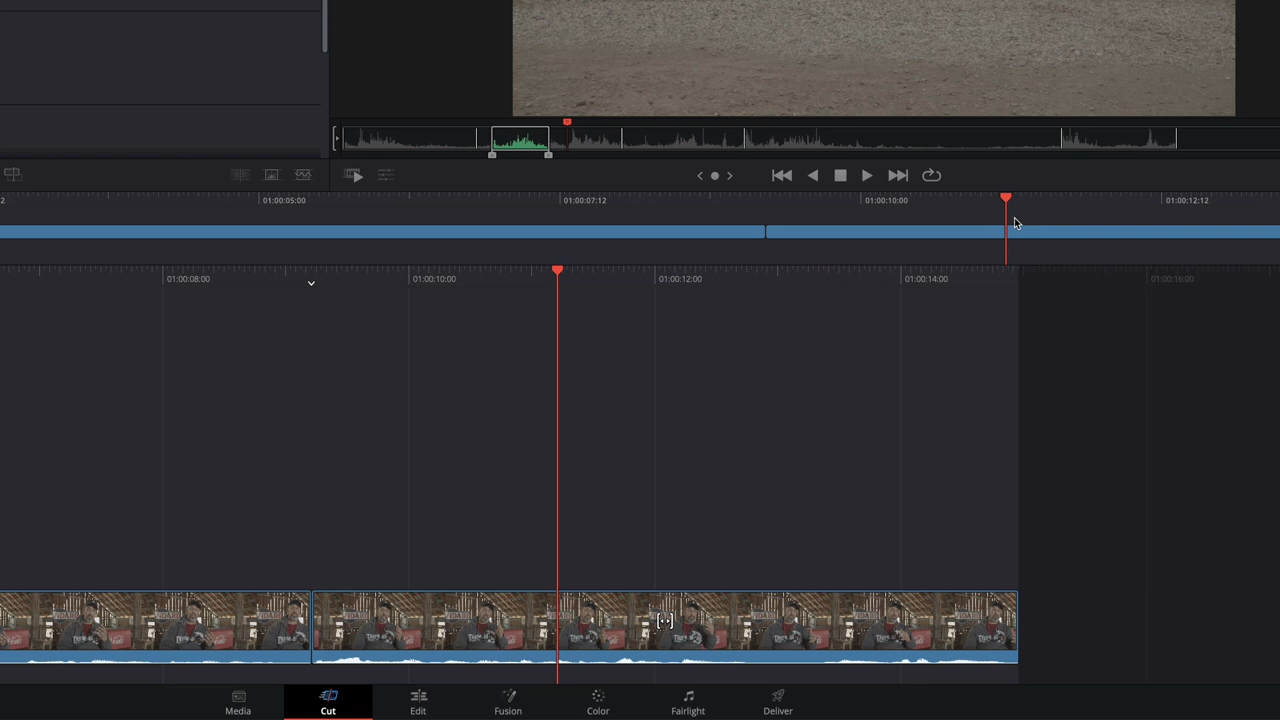 2
01:00:05:00
01:00:07:12
01:00:10:00
01:00:12:12
01:00:08:00
01:00:10:00
01:00:12:00
01:00:14:00
01:00:16:00
Media
Cut
Edit
Fusion
Color
Fairlight
Deliver